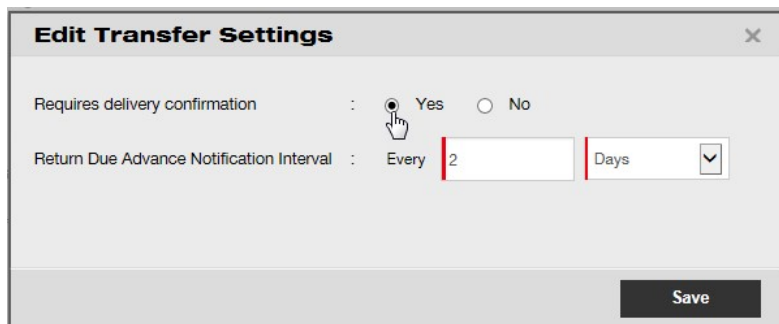 Edit Transfer Settings
Requires delivery confirmation : Yes No
Return Due Advance Notification Interval : Every 2 Days
Save